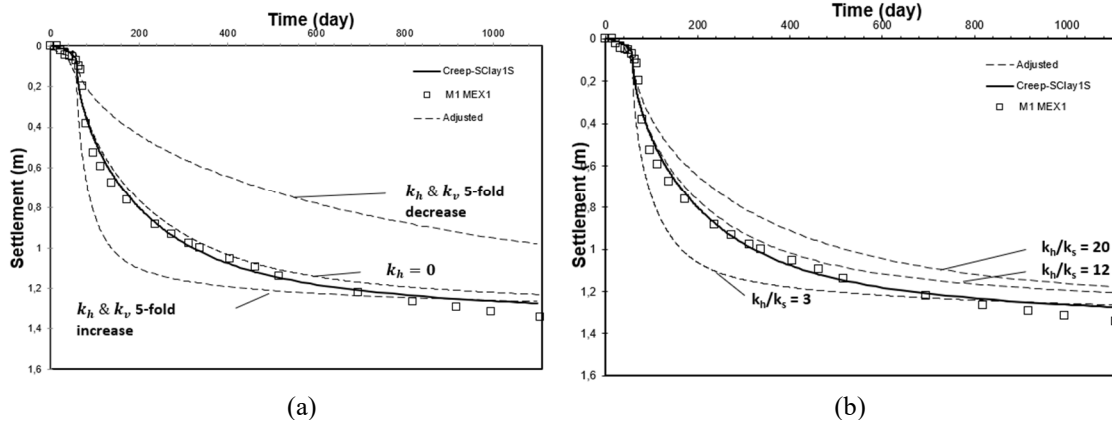 Time (day)
0 200 400 600 800 1000
0
0,2
0,4
0,6
0,8
1
1,2
1,4
1,6
Settlement (m)
Creep-SClay1S
M1 MEX1
Adjusted
k_h & k_v 5-fold
decrease
k_h = 0
k_h & k_v 5-fold
increase
(a)
Time (day)
0 200 400 600 800 1000
0,0
0,2
0,4
0,6
0,8
1,0
1,2
1,4
1,6
Settlement (m)
Adjusted
Creep-SClay1S
M1 MEX1
k_h/k_s = 20
k_h/k_s = 12
k_h/k_s = 3
(b)